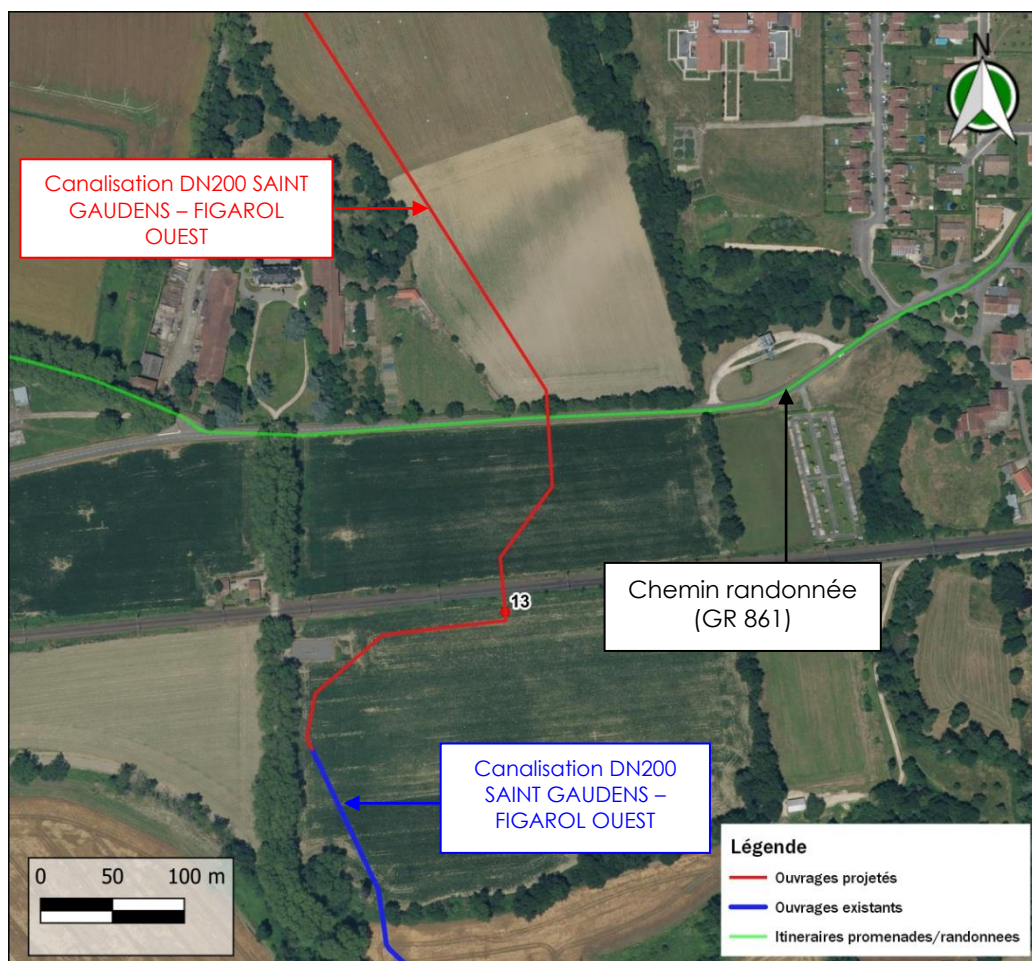 N
Canalisation DN200 SAINT
GAUDENS – FIGAROL
OUEST
Chemin randonnée
(GR 861)
13
Canalisation DN200
SAINT GAUDENS –
FIGAROL OUEST
0 50 100 m
Légende
Ouvrages projetés
Ouvrages existants
Itineraires promenades/randonnees